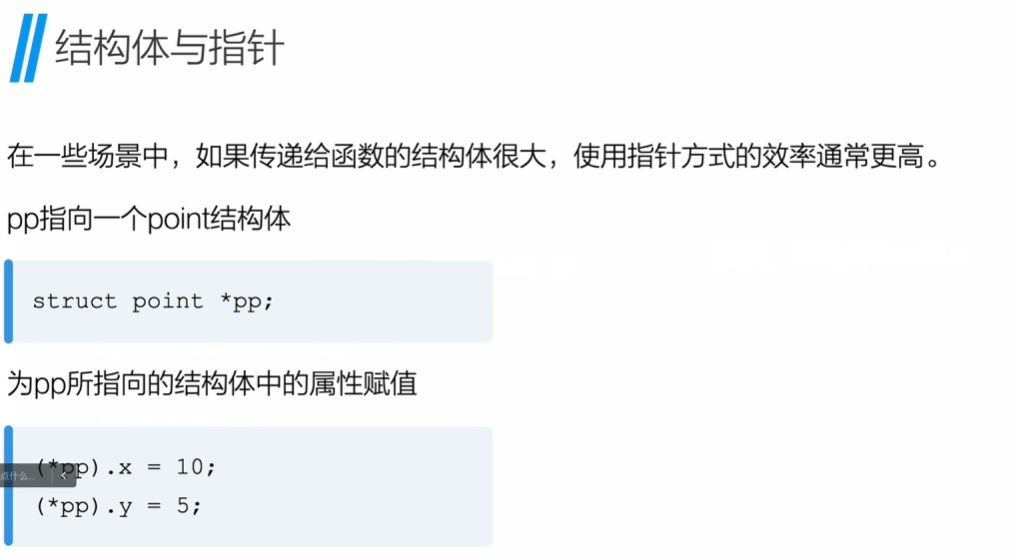 结构体与指针
在一些场景中，如果传递给函数的结构体很大，使用指针方式的效率通常更高。
pp指向一个point结构体
struct point *pp;
为pp所指向的结构体中的属性赋值
(*pp).x = 10;
点什么...
(*pp).y = 5;